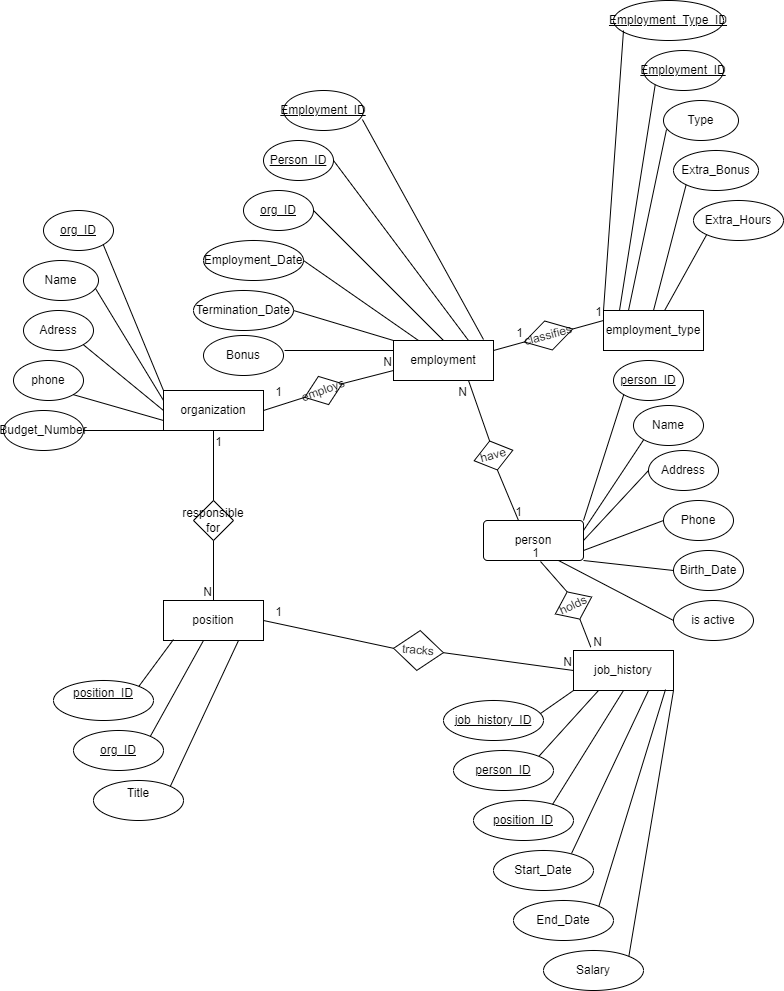 Employment_Type_ID
Employment_ID
Type
Extra_Bonus
Extra_Hours
Employment_ID
Person_ID
org_ID
Employment_Date
Termination_Date
Bonus
org_ID
Name
Adress
phone
Budget_Number
organization
1
employs
N
employment
1
classifies
1
employment_type
N
have
1
person_ID
Name
Address
Phone
Birth_Date
is active
person
1
holds
N
1
responsible
for
N
position
1
tracks
N
job_history
position_ID
org_ID
Title
job_history_ID
person_ID
position_ID
Start_Date
End_Date
Salary